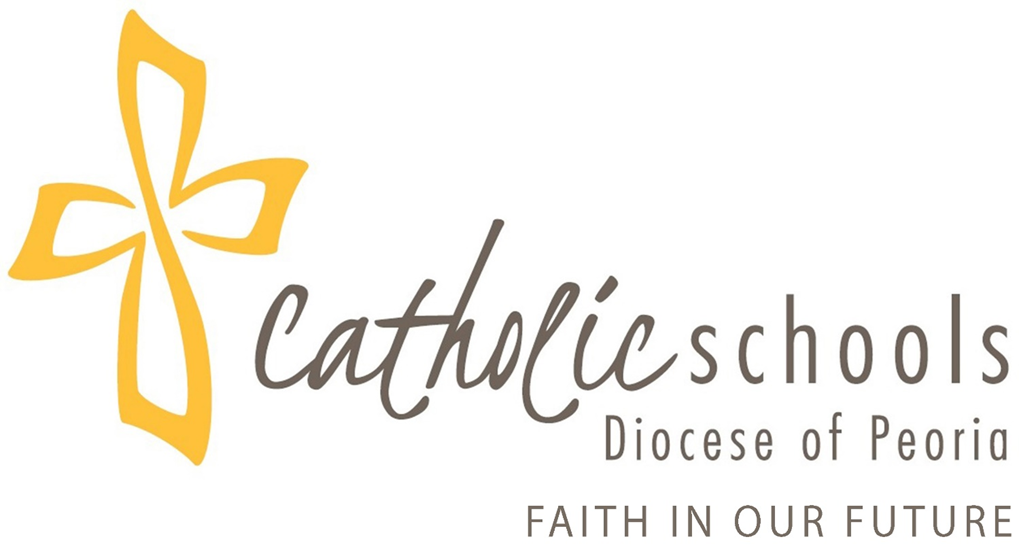 Catholic schools
Diocese of Peoria
FAITH IN OUR FUTURE